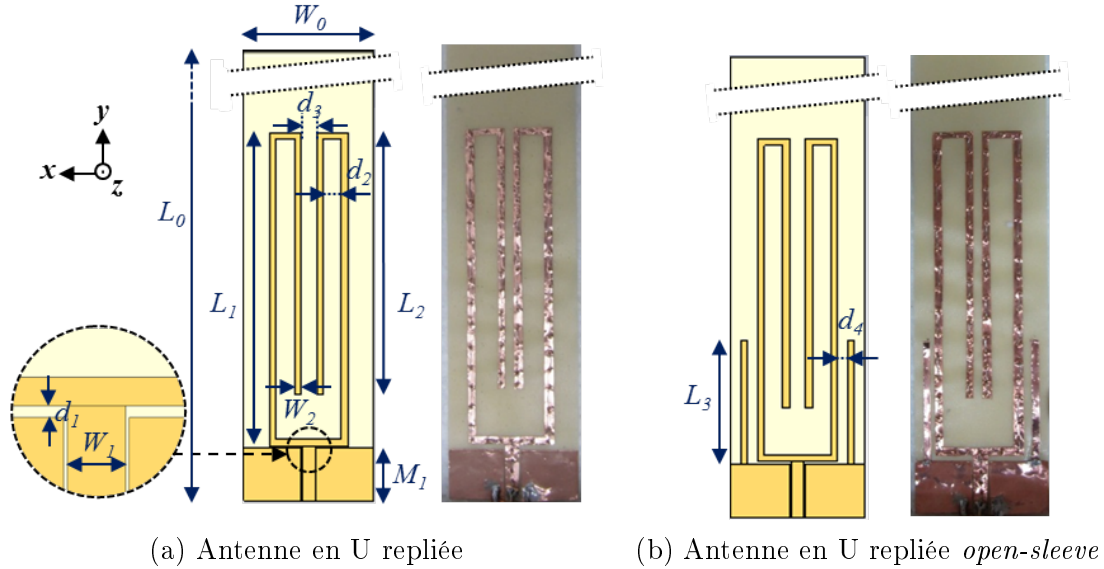 W0
d3
y
x
z
d2
L0
L1
L2
d1
W1
W2
M1
d4
L3
(a) Antenne en U repliée
(b) Antenne en U repliée open-sleeve